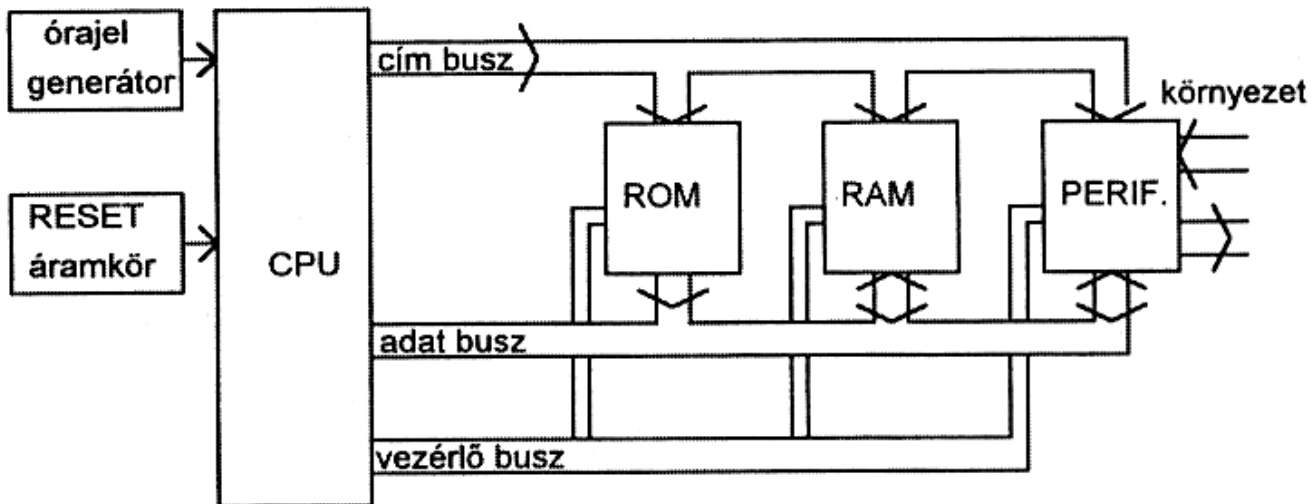 órajel
generátor
cím busz
környezet
ROM
RAM
PERIF.
RESET
áramkör
CPU
adat busz
vezérlő busz